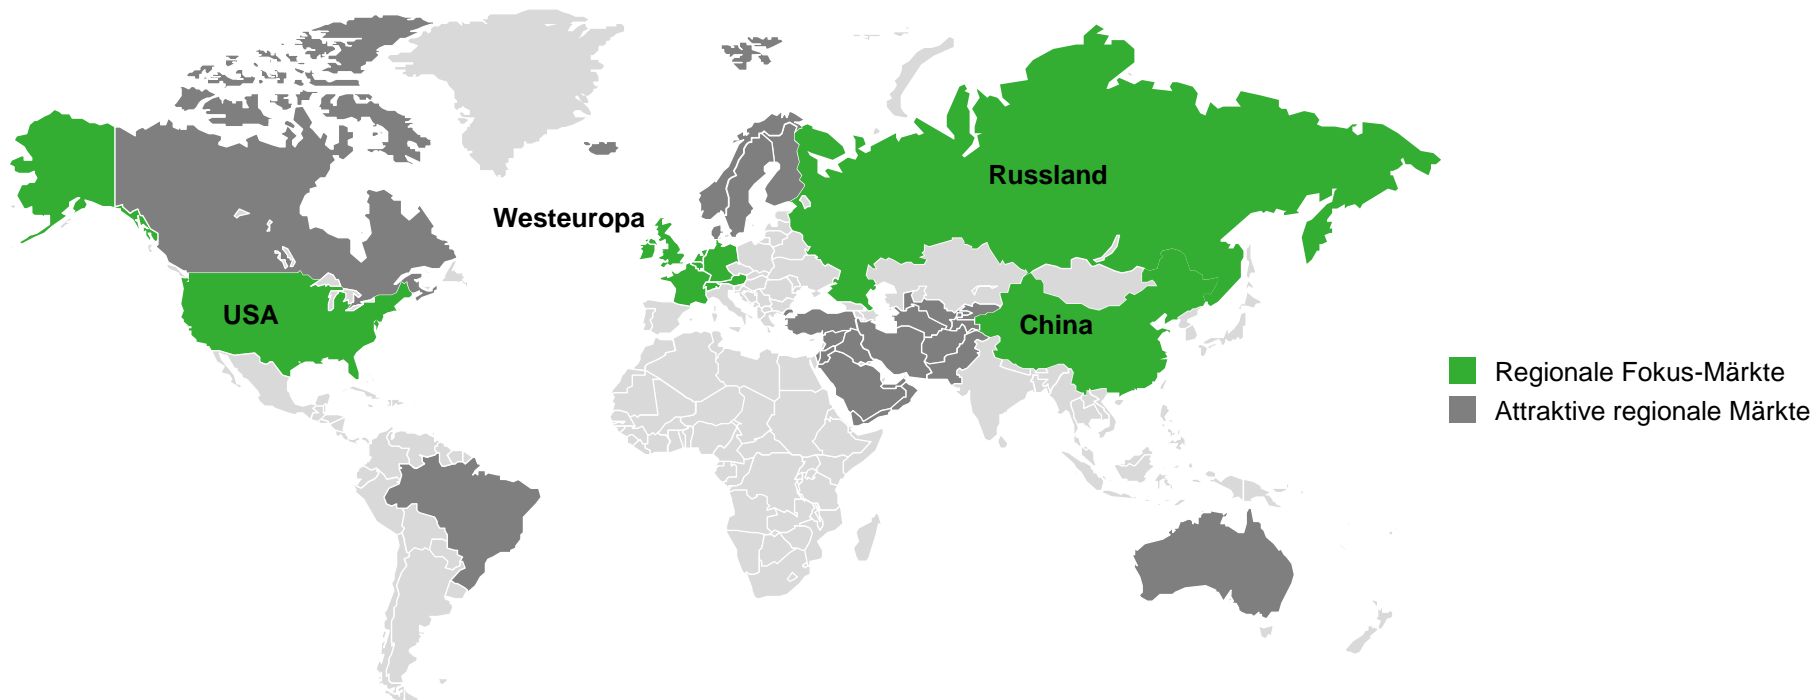 Russland
Westeuropa
USA
China
Regionale Fokus-Märkte
Attraktive regionale Märkte